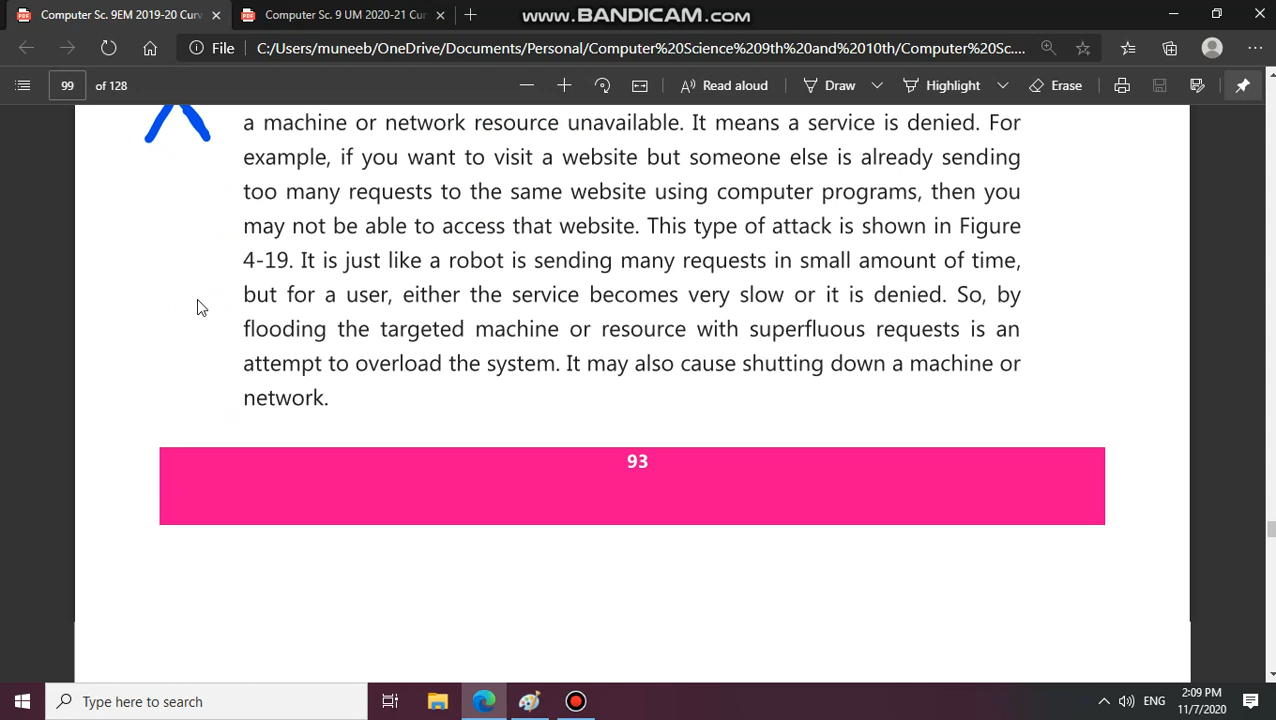 Computer Sc. 9EM 2019-20 Curv
Computer Sc. 9 UM 2020-21 Cur
www.BANDICAM.com
File
C:/Users/muneeb/OneDrive/Documents/Personal/Computer%20Science%209th%20and%2010th/Computer%20Sc....
99 of 128
Read aloud
Draw
Highlight
Erase
a machine or network resource unavailable. It means a service is denied. For
example, if you want to visit a website but someone else is already sending
too many requests to the same website using computer programs, then you
may not be able to access that website. This type of attack is shown in Figure
4-19. It is just like a robot is sending many requests in small amount of time,
but for a user, either the service becomes very slow or it is denied. So, by
flooding the targeted machine or resource with superfluous requests is an
attempt to overload the system. It may also cause shutting down a machine or
network.
93
Type here to search
ENG
2:09 PM
11/7/2020